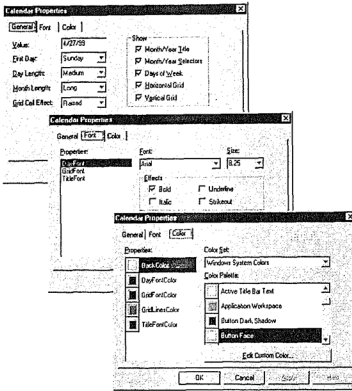 Calendar Properties
General Font Color
Value: 4/27/99
First Day: Sunday
Day Length: Medium
Month Length: Long
Grid Cell Effect: Raised
Show
Month/Year Title
Month/Year Selectors
Days of Week
Horizontal Grid
Vertical Grid
Calendar Properties
General Font Color
Properties:
DayFont
GridFont
TitleFont
Font:
Arial
Size:
8.25
Effects
Bold
Underline
Italic
Strikeout
Calendar Properties
General Font Color
Properties:
BackColor
DayFontColor
GridFontColor
GridLinesColor
TitleFontColor
Color Set:
Windows System Colors
Color Palette:
Active Title Bar Text
Application Workspace
Button Dark Shadow
Button Face
Edit Custom Color...
OK Cancel Apply Help